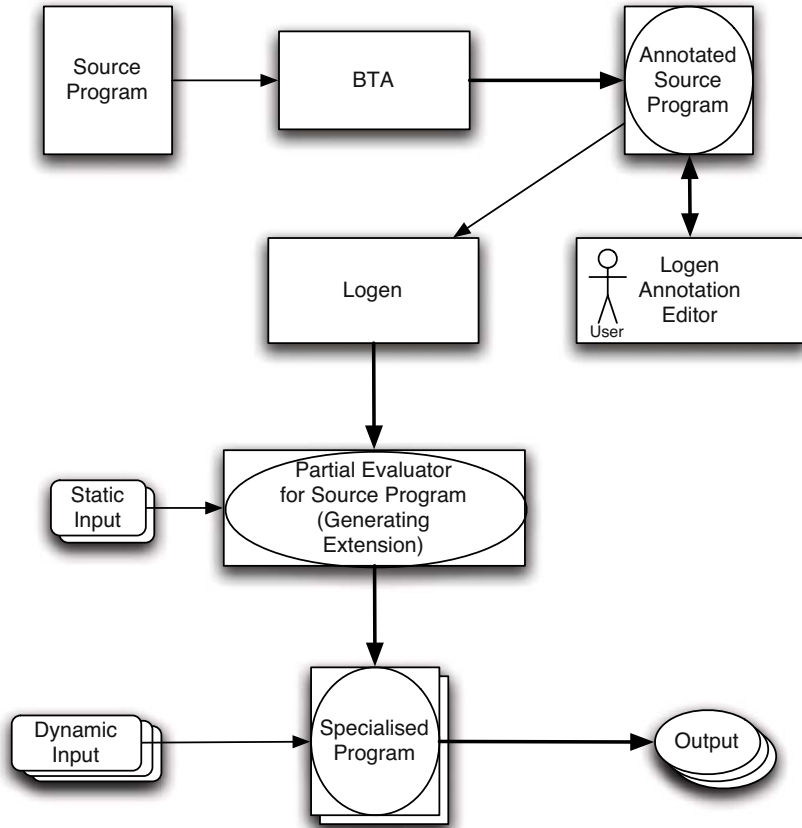 Source
Program
BTA
Annotated
Source
Program
Logen
Logen
Annotation
Editor
User
Partial Evaluator
for Source Program
(Generating
Extension)
Static
Input
Dynamic
Input
Specialised
Program
Output